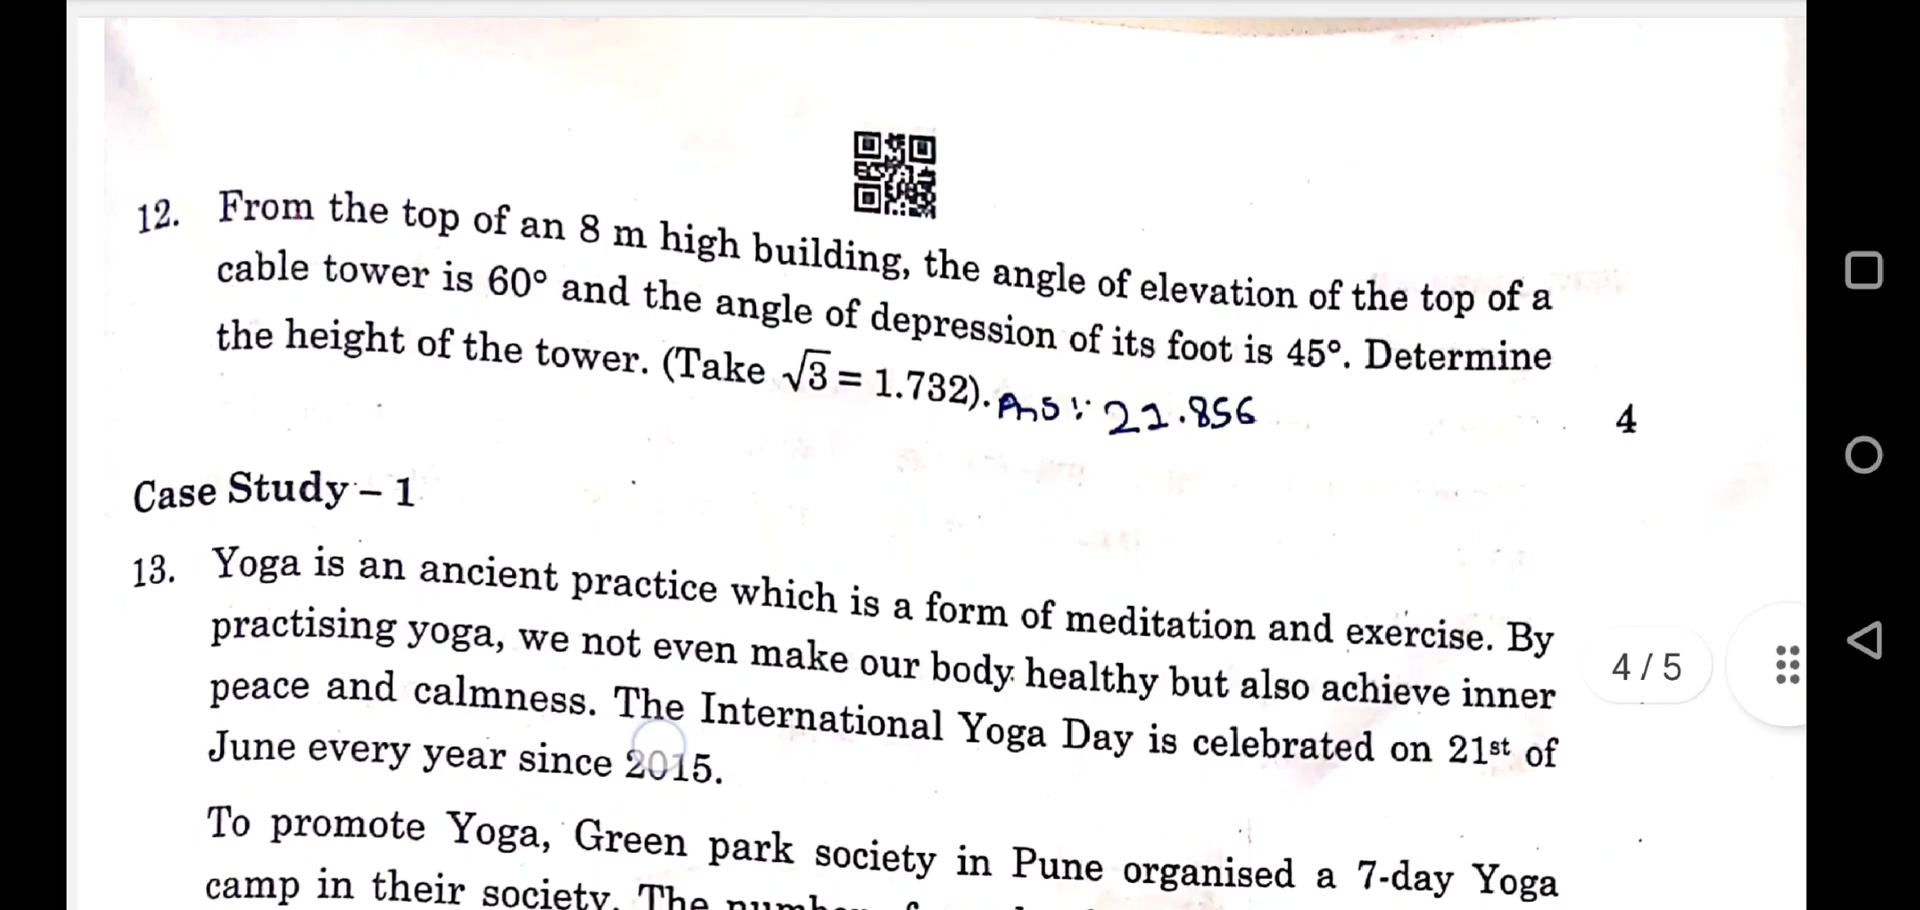 12. From the top of an 8 m high building, the angle of elevation of the top of a
cable tower is 60° and the angle of depression of its foot is 45°. Determine
the height of the tower. (Take √3 = 1.732). Ans: 21.856
4
Case Study – 1
13. Yoga is an ancient practice which is a form of meditation and exercise. By
practising yoga, we not even make our body healthy but also achieve inner
peace and calmness. The International Yoga Day is celebrated on 21st of
June every year since 2015.
4 / 5
To promote Yoga, Green park society in Pune organised a 7-day Yoga
camp in their society. The number of